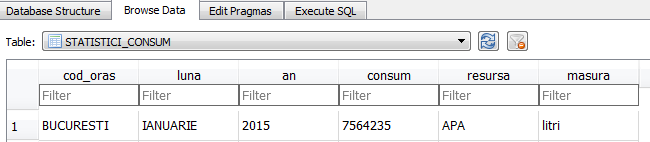 Database Structure Browse Data Edit Pragmas Execute SQL
Table: STATISTICI_CONSUM
cod_oras luna an consum resursa masura
Filter Filter Filter Filter Filter Filter
1 BUCURESTI IANUARIE 2015 7564235 APA litri